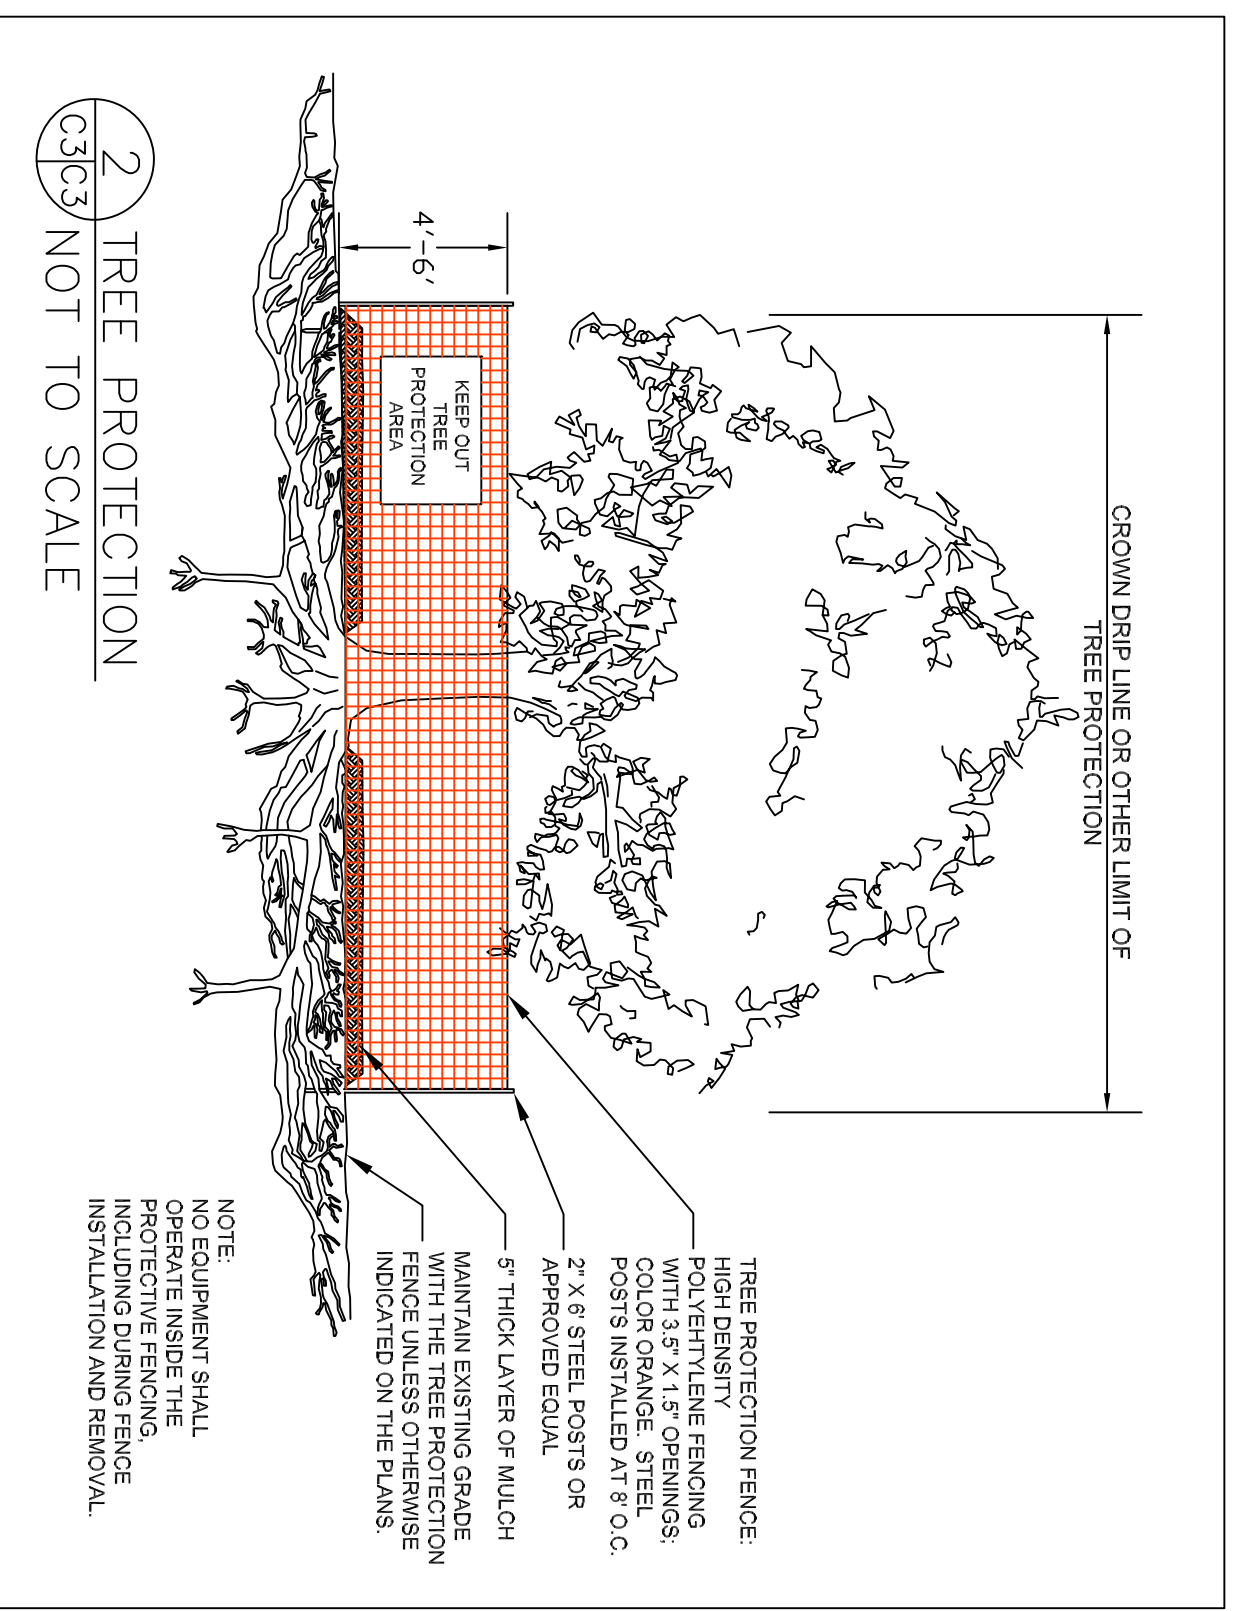 CROWN DRIP LINE OR OTHER LIMIT OF
TREE PROTECTION
4'-6'
KEEP OUT
TREE
PROTECTION
AREA
TREE PROTECTION FENCE:
HIGH DENSITY
POLYEHTYLENE FENCING
WITH 3.5" X 1.5" OPENINGS;
COLOR ORANGE. STEEL
POSTS INSTALLED AT 8' O.C.
2" X 6' STEEL POSTS OR
APPROVED EQUAL
5" THICK LAYER OF MULCH
MAINTAIN EXISTING GRADE
WITH THE TREE PROTECTION
FENCE UNLESS OTHERWISE
INDICATED ON THE PLANS.
NOTE:
NO EQUIPMENT SHALL
OPERATE INSIDE THE
PROTECTIVE FENCING,
INCLUDING DURING FENCE
INSTALLATION AND REMOVAL.
2 TREE PROTECTION
C3 C3 NOT TO SCALE